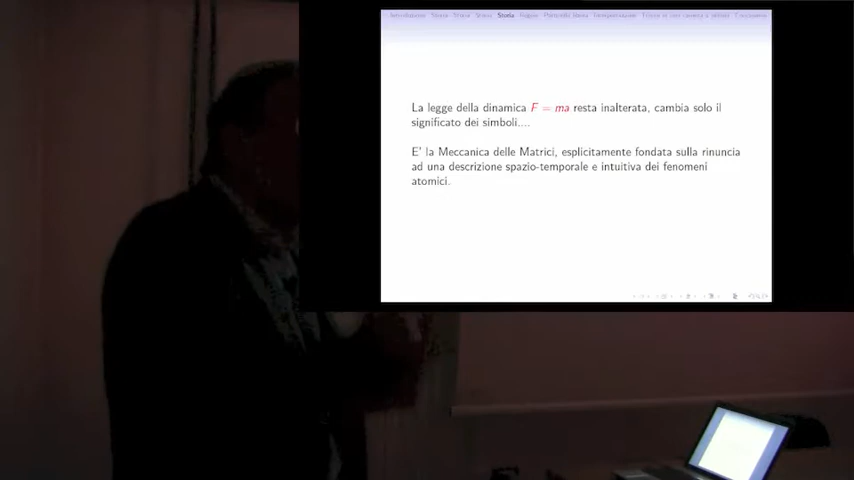 Storia
La legge della dinamica F = ma resta inalterata, cambia solo il
significato dei simboli....
E' la Meccanica delle Matrici, esplicitamente fondata sulla rinuncia
ad una descrizione spazio-temporale e intuitiva dei fenomeni
atomici.